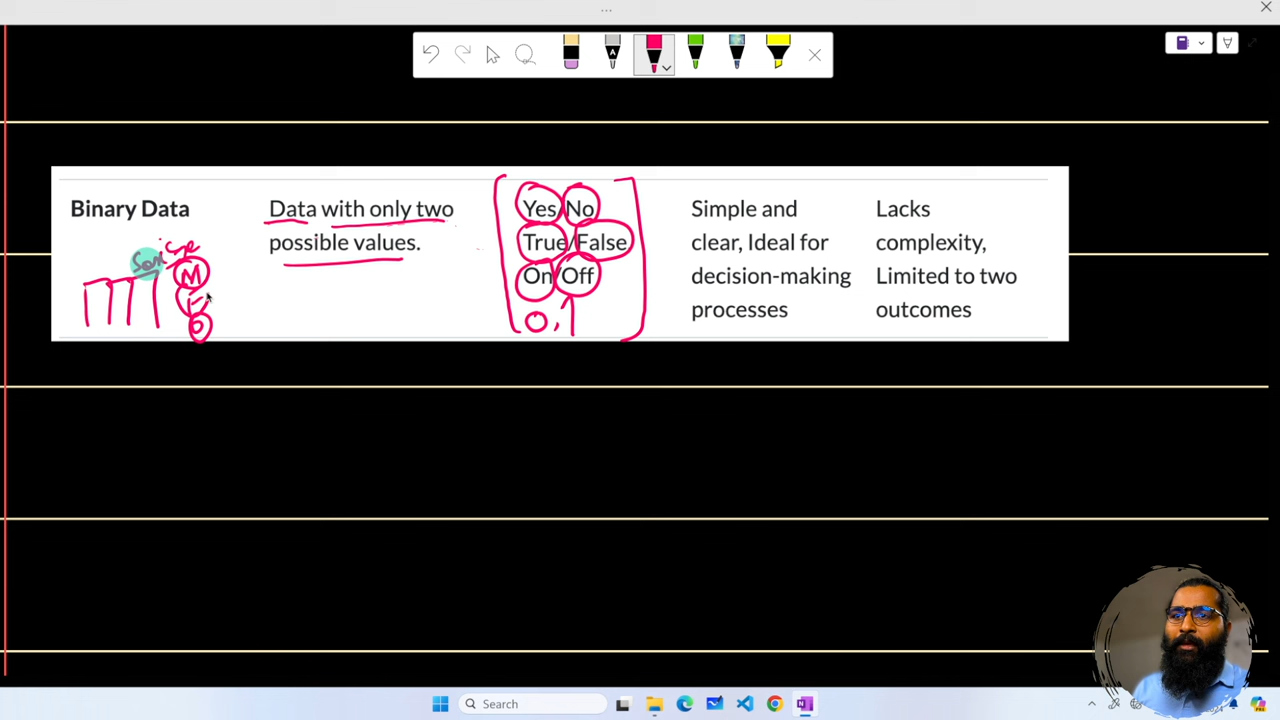 Binary Data
Data with only two
possible values.
Yes/No
True/False
On/Off
0, 1
Simple and
clear, Ideal for
decision-making
processes
Lacks
complexity,
Limited to two
outcomes
M
F
O
Search